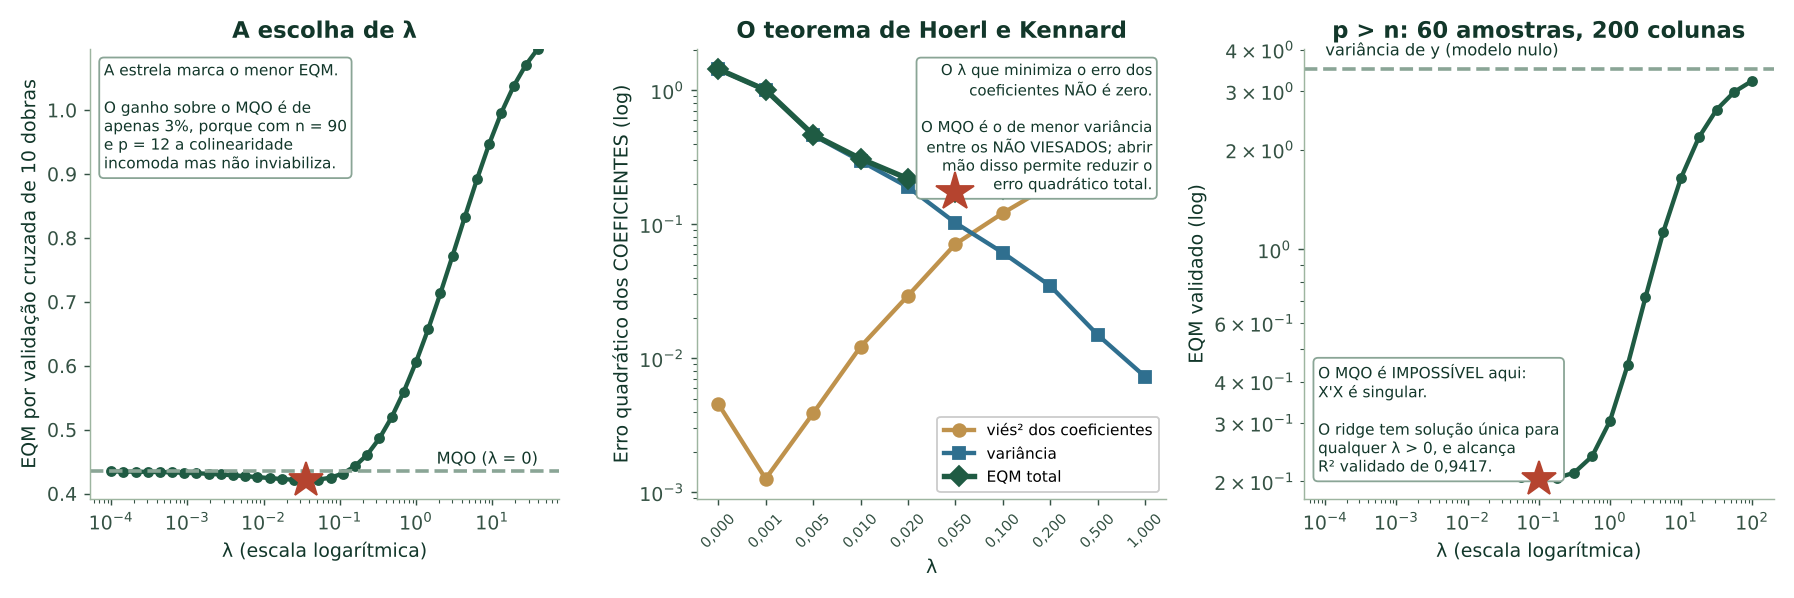 A escolha de λ
EQM por validação cruzada de 10 dobras
1.0
0.9
0.8
0.7
0.6
0.5
0.4
A estrela marca o menor EQM.
O ganho sobre o MQO é de
apenas 3%, porque com n = 90
e p = 12 a colinearidade
incomoda mas não inviabiliza.
MQO (λ = 0)
10⁻⁴
10⁻³
10⁻²
10⁻¹
10⁰
10¹
λ (escala logarítmica)
O teorema de Hoerl e Kennard
Erro quadrático dos COEFICIENTES (log)
10⁰
10⁻¹
10⁻²
10⁻³
O λ que minimiza o erro dos
coeficientes NÃO é zero.
O MQO é o de menor variância
entre os NÃO VIESADOS; abrir
mão disso permite reduzir o
erro quadrático total.
viés² dos coeficientes
variância
EQM total
0,000
0,001
0,005
0,010
0,020
0,050
0,100
0,200
0,500
1,000
λ
p > n: 60 amostras, 200 colunas
EQM validado (log)
4 × 10⁰
3 × 10⁰
2 × 10⁰
10⁰
6 × 10⁻¹
4 × 10⁻¹
3 × 10⁻¹
2 × 10⁻¹
variância de y (modelo nulo)
O MQO é IMPOSSÍVEL aqui:
X'X é singular.
O ridge tem solução única para
qualquer λ > 0, e alcança
R² validado de 0,9417.
10⁻⁴
10⁻³
10⁻²
10⁻¹
10⁰
10¹
10²
λ (escala logarítmica)